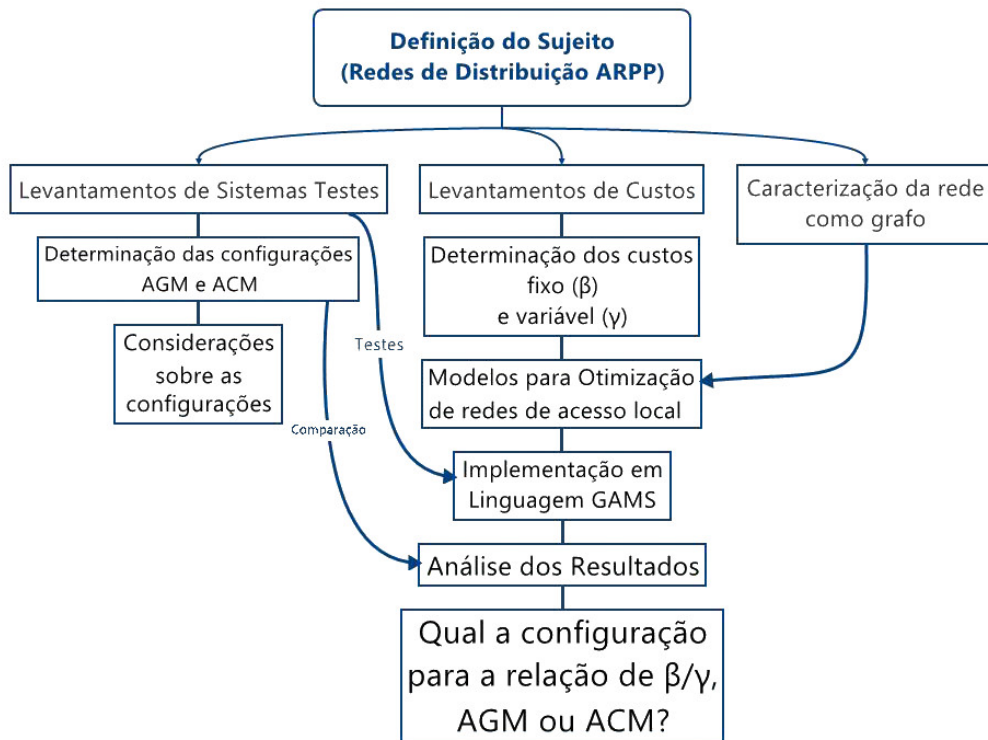 Definição do Sujeito
(Redes de Distribuição ARPP)
Levantamentos de Sistemas Testes
Levantamentos de Custos
Caracterização da rede
como grafo
Determinação das configurações
AGM e ACM
Determinação dos custos
fixo (β)
e variável (γ)
Considerações
sobre as
configurações
Testes
Modelos para Otimização
de redes de acesso local
Comparação
Implementação em
Linguagem GAMS
Análise dos Resultados
Qual a configuração
para a relação de β/γ,
AGM ou ACM?